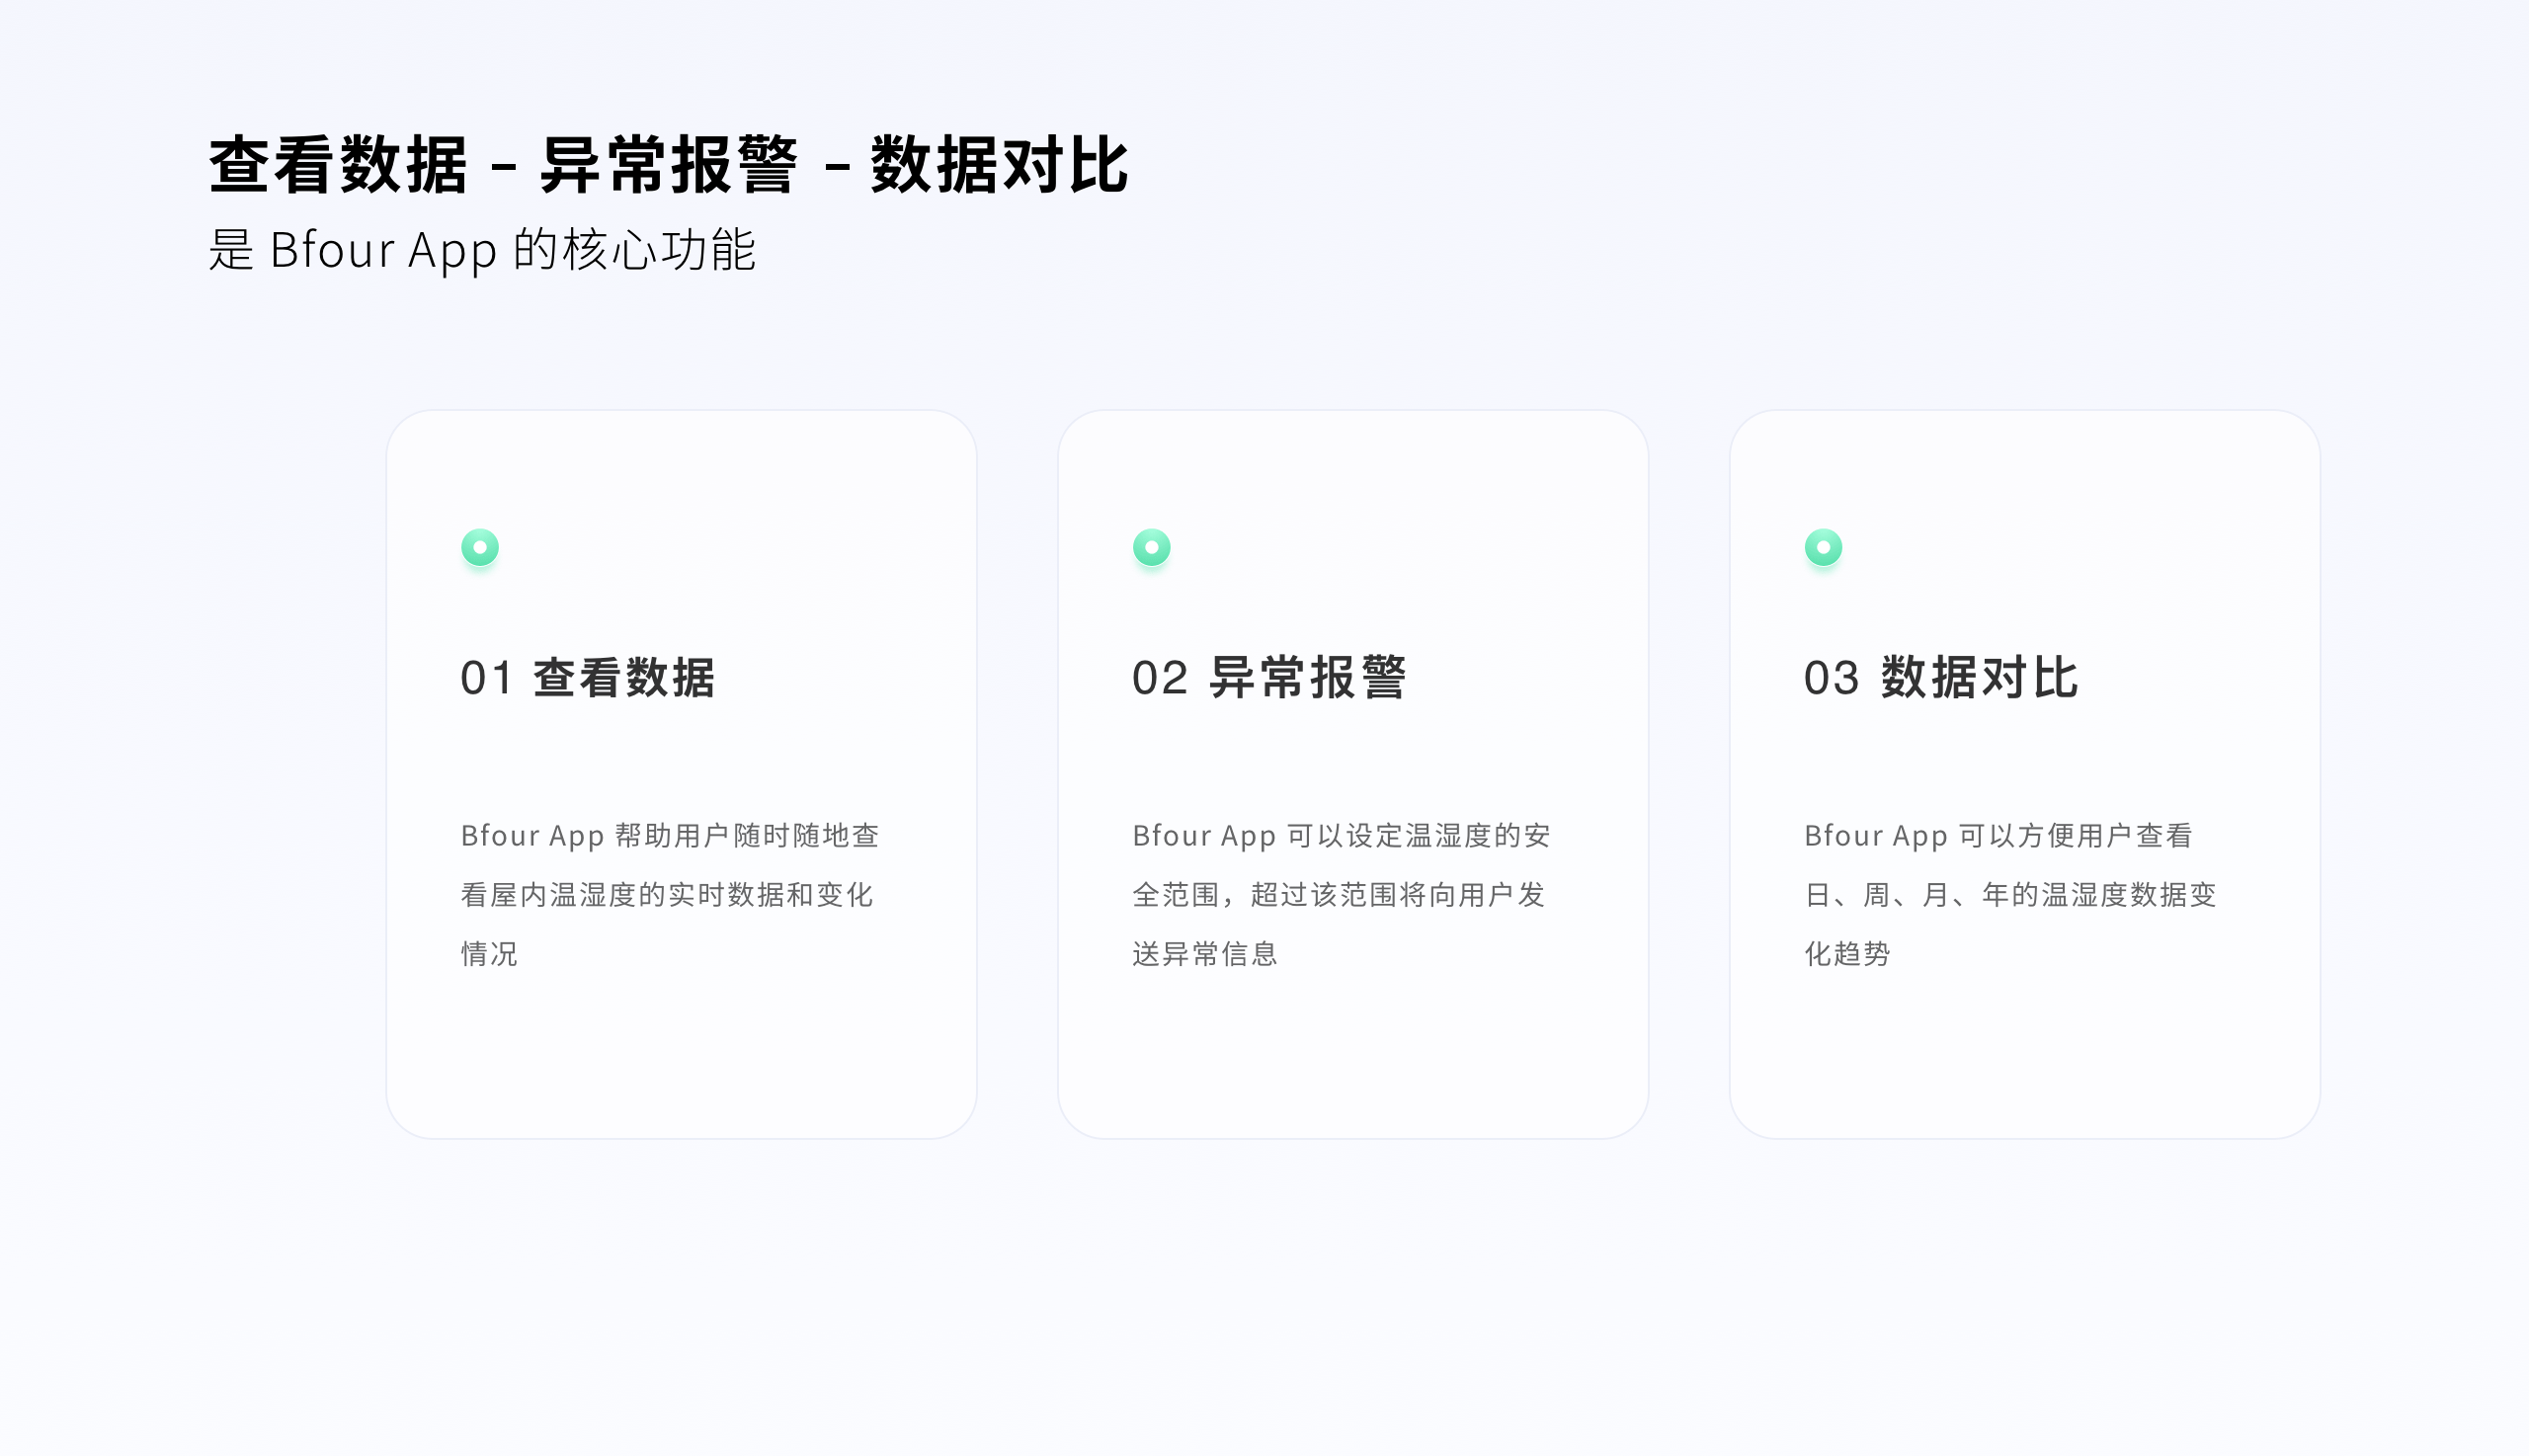 查看数据 - 异常报警 - 数据对比
是 Bfour App 的核心功能
01 查看数据
Bfour App 帮助用户随时随地查
看屋内温湿度的实时数据和变化
情况
02 异常报警
Bfour App 可以设定温湿度的安
全范围，超过该范围将向用户发
送异常信息
03 数据对比
Bfour App 可以方便用户查看
日、周、月、年的温湿度数据变
化趋势